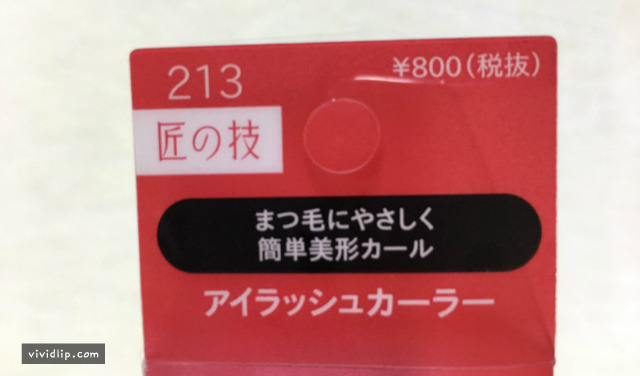 213
¥800(税抜)
匠の技
まつ毛にやさしく
簡単美形カール
アイラッシュカーラー
vividlip.com